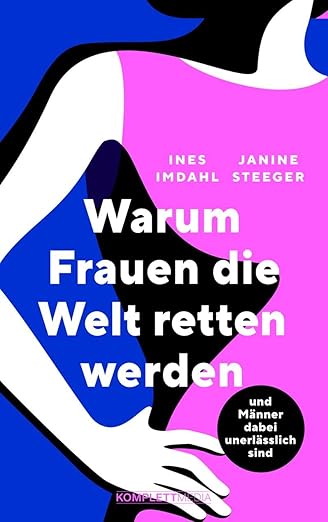 INES JANINE
IMDAHL STEEGER
Warum
Frauen die
Welt retten
werden
und
Männer
dabei
unerlässlich
sind
KOMPLETTMEDIA